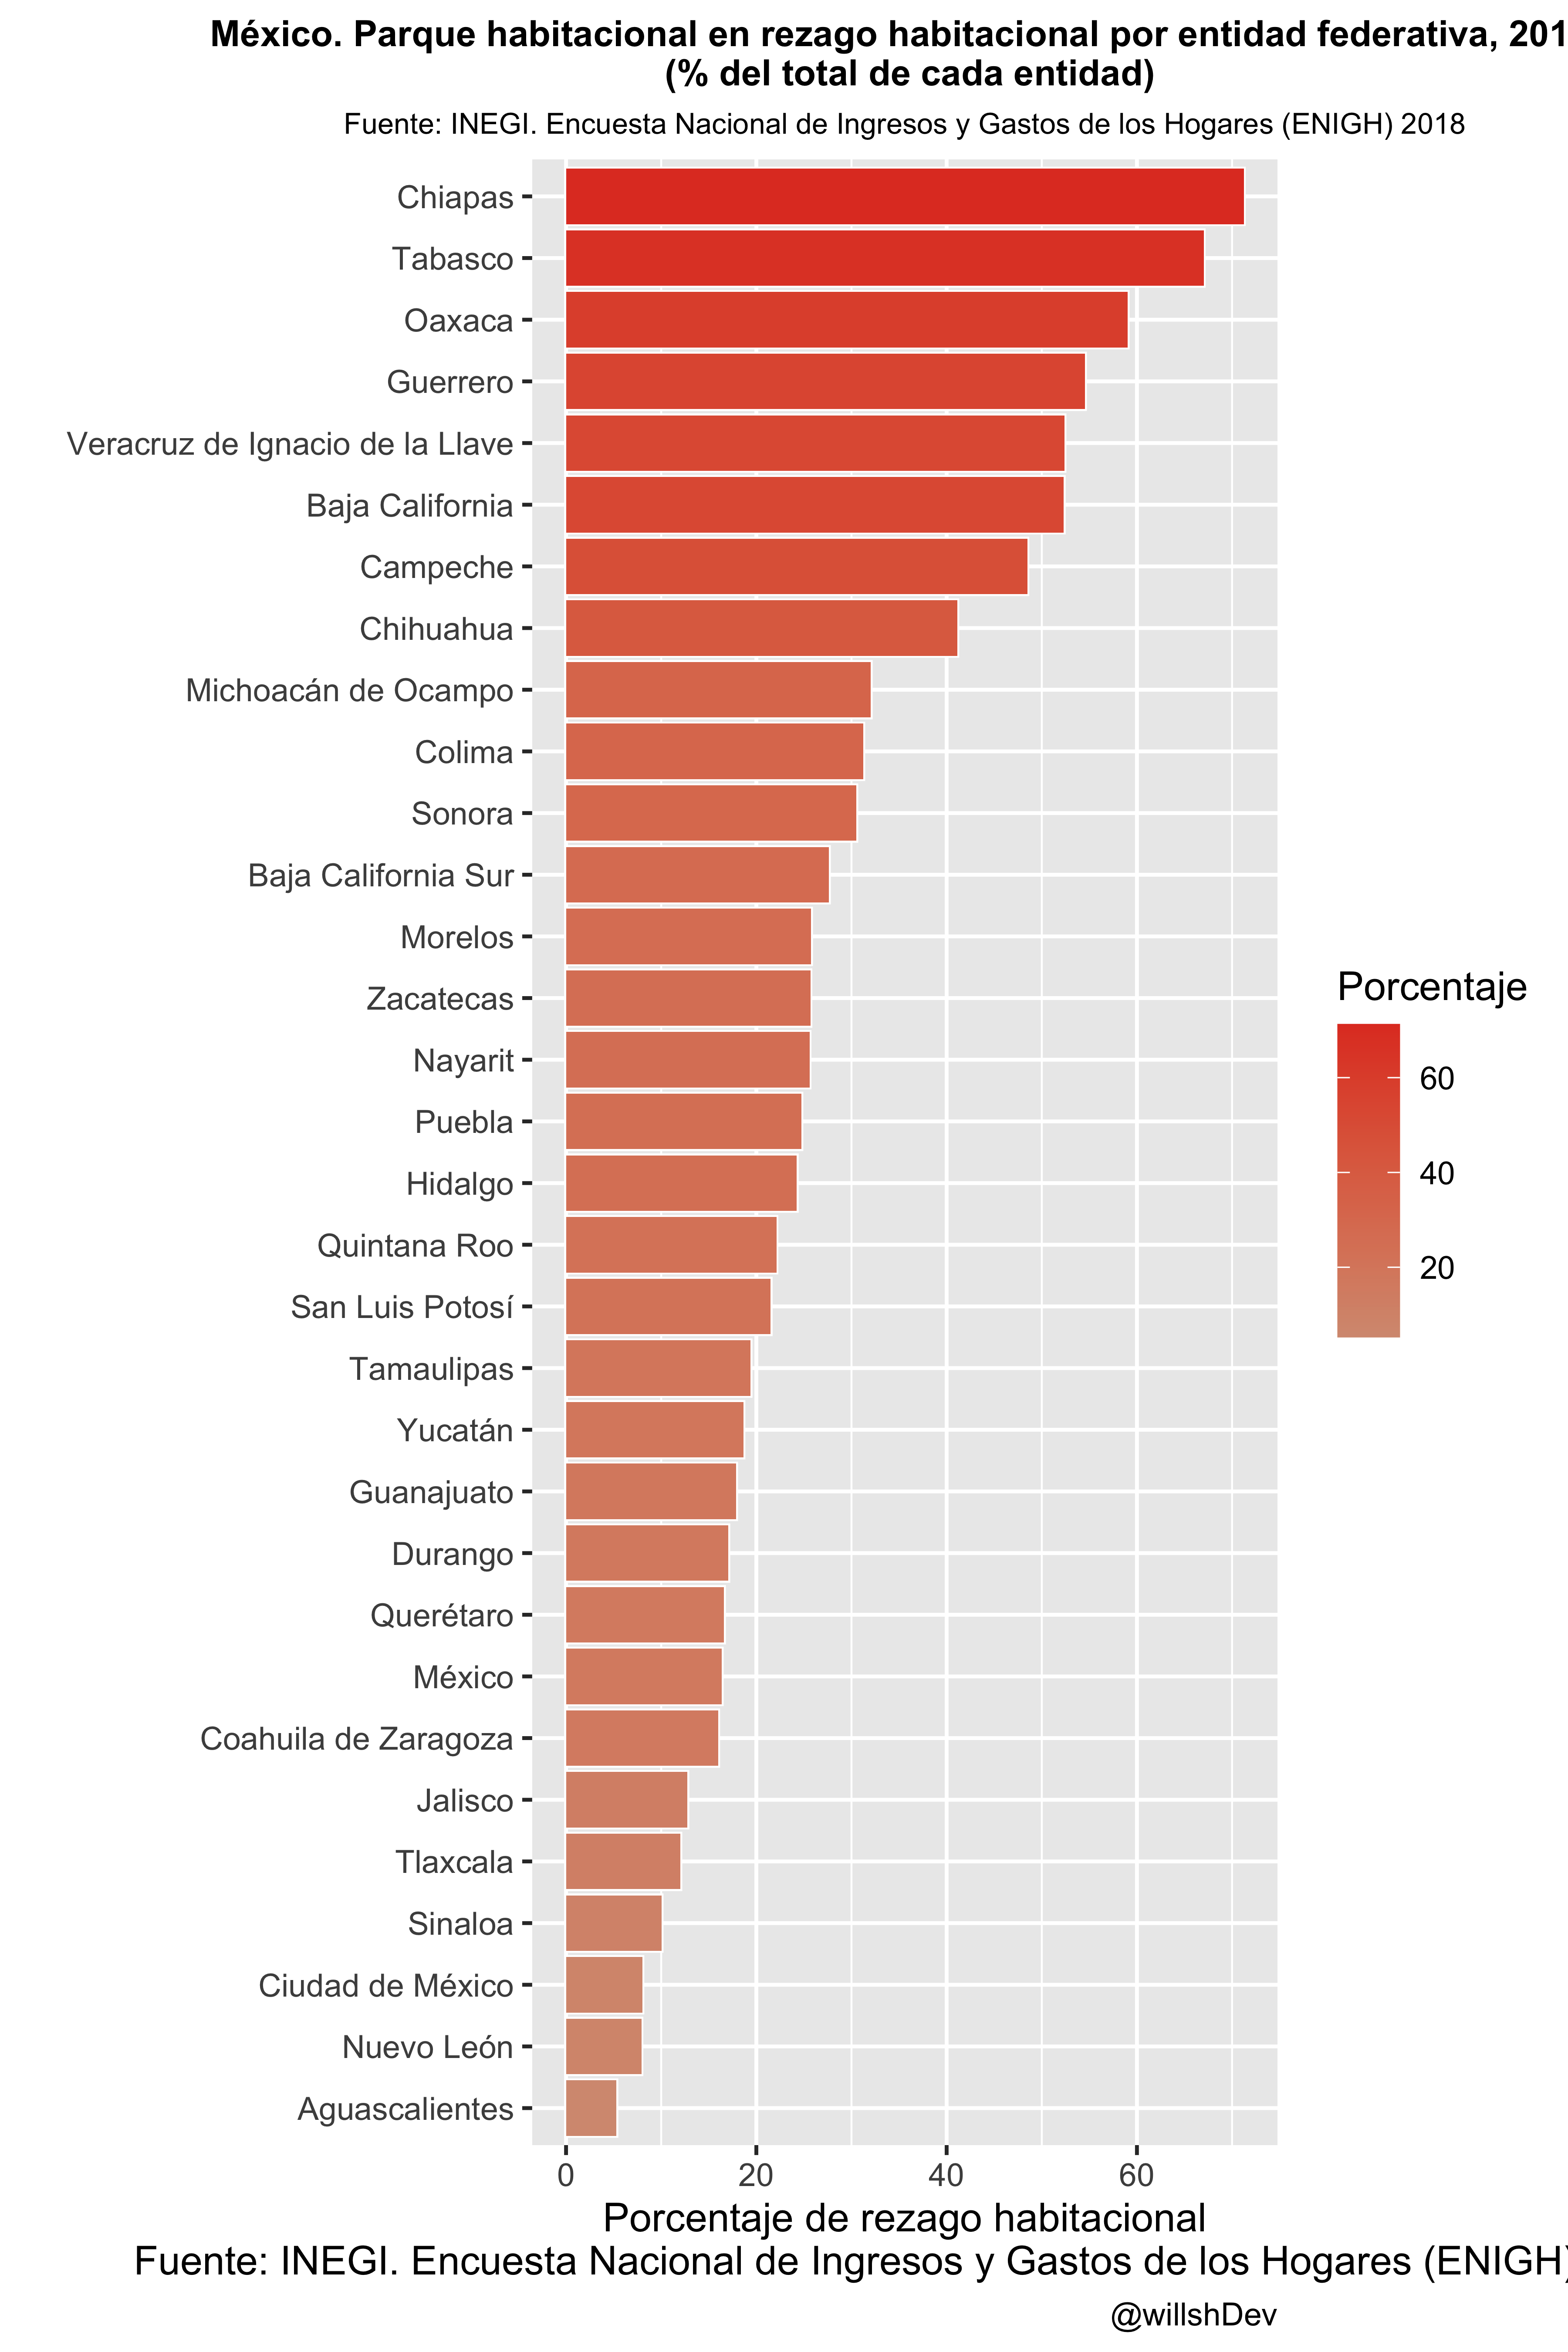 México. Parque habitacional en rezago habitacional por entidad federativa, 201
(% del total de cada entidad)
Fuente: INEGI. Encuesta Nacional de Ingresos y Gastos de los Hogares (ENIGH) 2018
Chiapas
Tabasco
Oaxaca
Guerrero
Veracruz de Ignacio de la Llave
Baja California
Campeche
Chihuahua
Michoacán de Ocampo
Colima
Sonora
Baja California Sur
Morelos
Zacatecas
Nayarit
Puebla
Hidalgo
Quintana Roo
San Luis Potosí
Tamaulipas
Yucatán
Guanajuato
Durango
Querétaro
México
Coahuila de Zaragoza
Jalisco
Tlaxcala
Sinaloa
Ciudad de México
Nuevo León
Aguascalientes
0 20 40 60
Porcentaje de rezago habitacional
Fuente: INEGI. Encuesta Nacional de Ingresos y Gastos de los Hogares (ENIGH)
@willshDev
Porcentaje
60
40
20